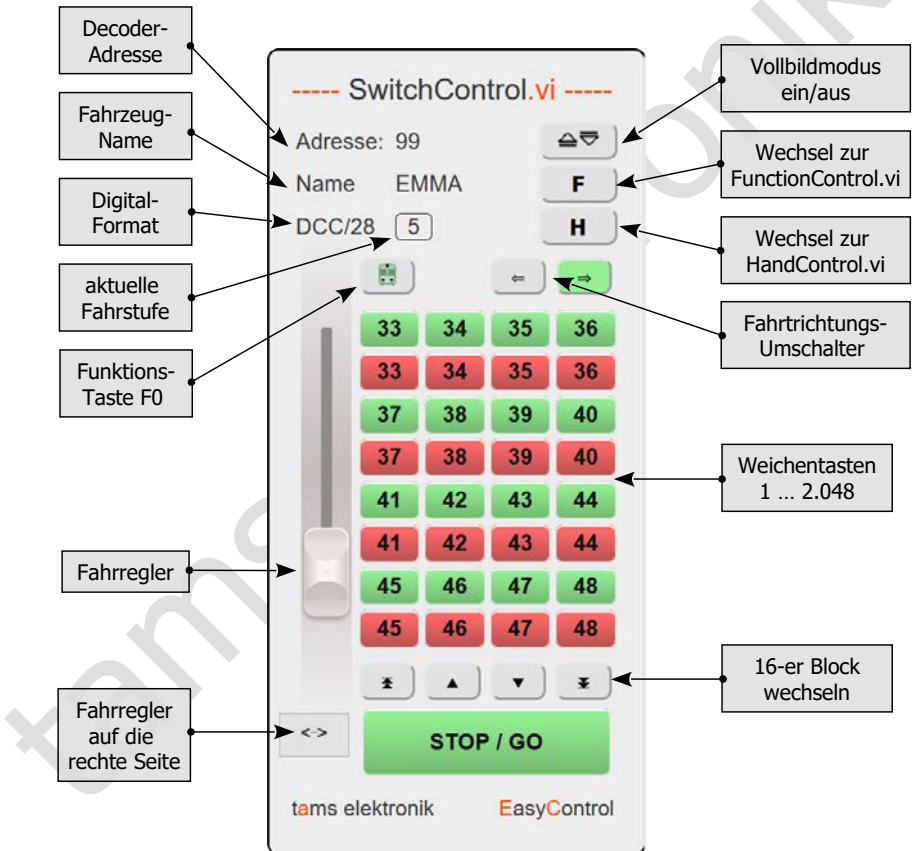 Decoder-
Adresse
Fahrzeug-
Name
Digital-
Format
aktuelle
Fahrstufe
Funktions-
Taste F0
Fahrregler
Fahrregler
auf die
rechte Seite
----- SwitchControl.vi -----
Adresse: 99
Name EMMA
F
DCC/28 5
H
⇐ ⇒
33 34 35 36
33 34 35 36
37 38 39 40
37 38 39 40
41 42 43 44
41 42 43 44
45 46 47 48
45 46 47 48
<-> STOP / GO
tams elektronik EasyControl
Vollbildmodus
ein/aus
Wechsel zur
FunctionControl.vi
Wechsel zur
HandControl.vi
Fahrtrichtungs-
Umschalter
Weichentasten
1 ... 2.048
16-er Block
wechseln